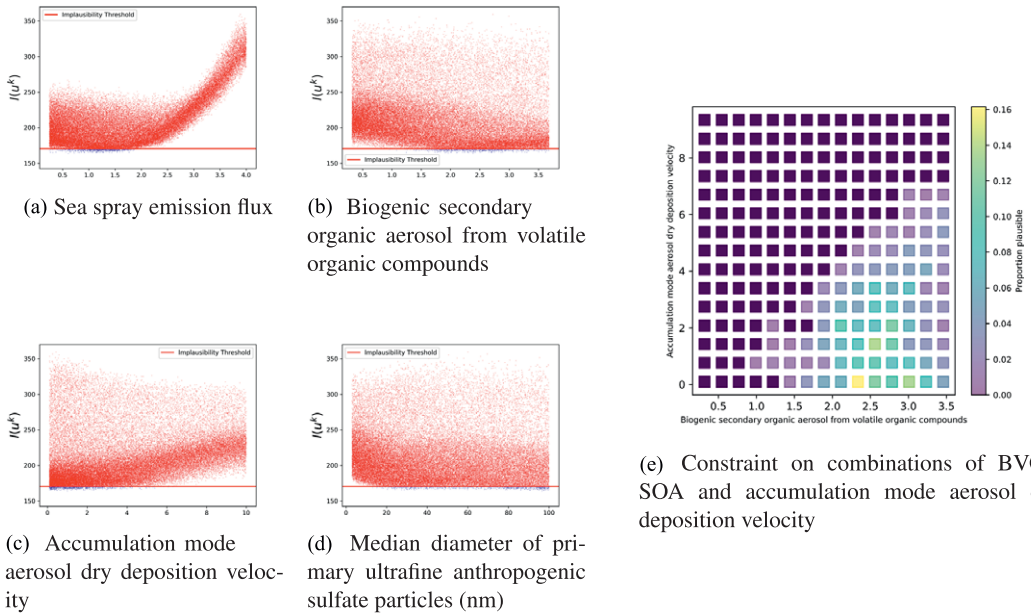 Implausibility Threshold
350
300
250
200
150
I(u^k)
0.5 1.0 1.5 2.0 2.5 3.0 3.5 4.0
(a) Sea spray emission flux
350
300
250
200
150
I(u^k)
Implausibility Threshold
0.5 1.0 1.5 2.0 2.5 3.0 3.5
(b) Biogenic secondary
organic aerosol from volatile
organic compounds
Implausibility Threshold
350
300
250
200
150
I(u^k)
0 2 4 6 8 10
(c) Accumulation mode
aerosol dry deposition veloc-
ity
Implausibility Threshold
350
300
250
200
150
I(u^k)
0 20 40 60 80 100
(d) Median diameter of pri-
mary ultrafine anthropogenic
sulfate particles (nm)
Accumulation mode aerosol dry deposition velocity
8
6
4
2
0
0.5 1.0 1.5 2.0 2.5 3.0 3.5
Biogenic secondary organic aerosol from volatile organic compounds
0.16
0.14
0.12
0.10
0.08
0.06
0.04
0.02
0.00
Proportion plausible
(e) Constraint on combinations of
SOA and accumulation mode aerosol
deposition velocity